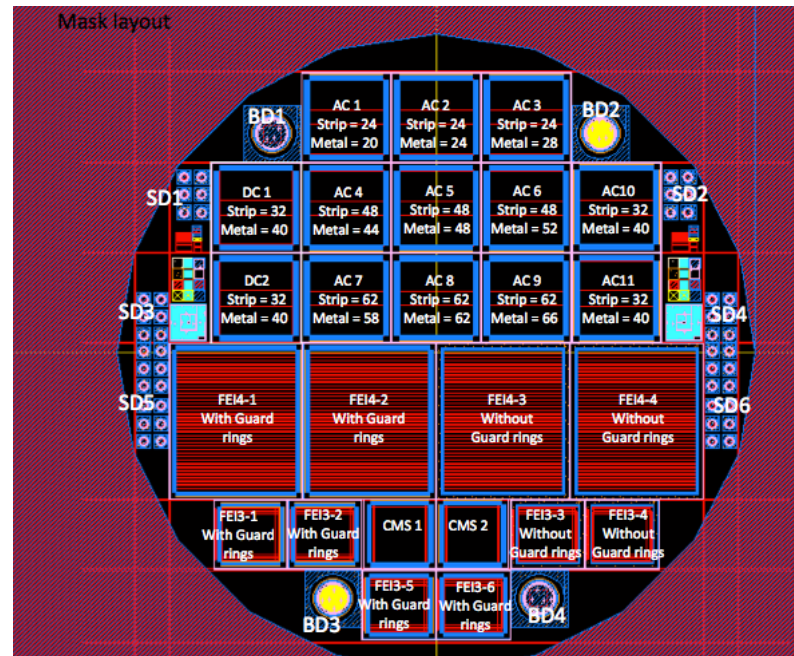 Mask layout
AC 1
Strip = 24
Metal = 20
AC 2
Strip = 24
Metal = 24
AC 3
Strip = 24
Metal = 28
BD1
BD2
SD1
DC 1
Strip = 32
Metal = 40
AC 4
Strip = 48
Metal = 44
AC 5
Strip = 48
Metal = 48
AC 6
Strip = 48
Metal = 52
AC10
Strip = 32
Metal = 40
SD2
SD3
DC2
Strip = 32
Metal = 40
AC 7
Strip = 62
Metal = 58
AC 8
Strip = 62
Metal = 62
AC 9
Strip = 62
Metal = 66
AC11
Strip = 32
Metal = 40
SD4
SD5
FEI4-1
With Guard
rings
FEI4-2
With Guard
rings
FEI4-3
Without
Guard rings
FEI4-4
Without
Guard rings
SD6
FEI3-1
With Guard
rings
FEI3-2
With Guard
rings
CMS 1
CMS 2
FEI3-3
Without
Guard rings
FEI3-4
Without
Guard rings
BD3
FEI3-5
With Guard
rings
FEI3-6
With Guard
rings
BD4